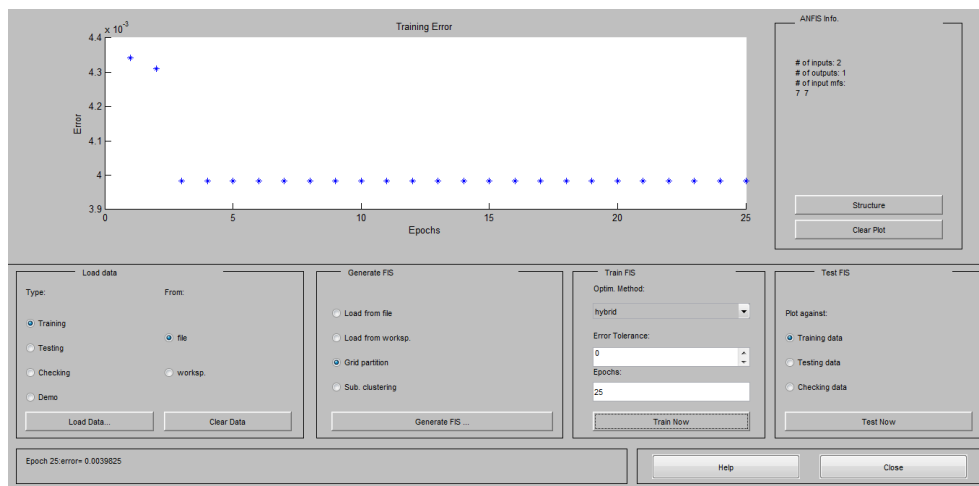 Training Error
x 10-3
4.4
4.3
4.2
4.1
4
3.9
Error
0
5
10
15
20
25
Epochs
ANFIS Info.
# of inputs: 2
# of outputs: 1
# of input mfs:
7 7
Structure
Clear Plot
Load data
Type:
From:
Training
Testing
Checking
Demo
file
worksp.
Load Data...
Clear Data
Generate FIS
Load from file
Load from worksp.
Grid partition
Sub. clustering
Generate FIS ...
Train FIS
Optim. Method:
hybrid
Error Tolerance:
0
Epochs:
25
Train Now
Test FIS
Plot against:
Training data
Testing data
Checking data
Test Now
Epoch 25:error= 0.0039825
Help
Close